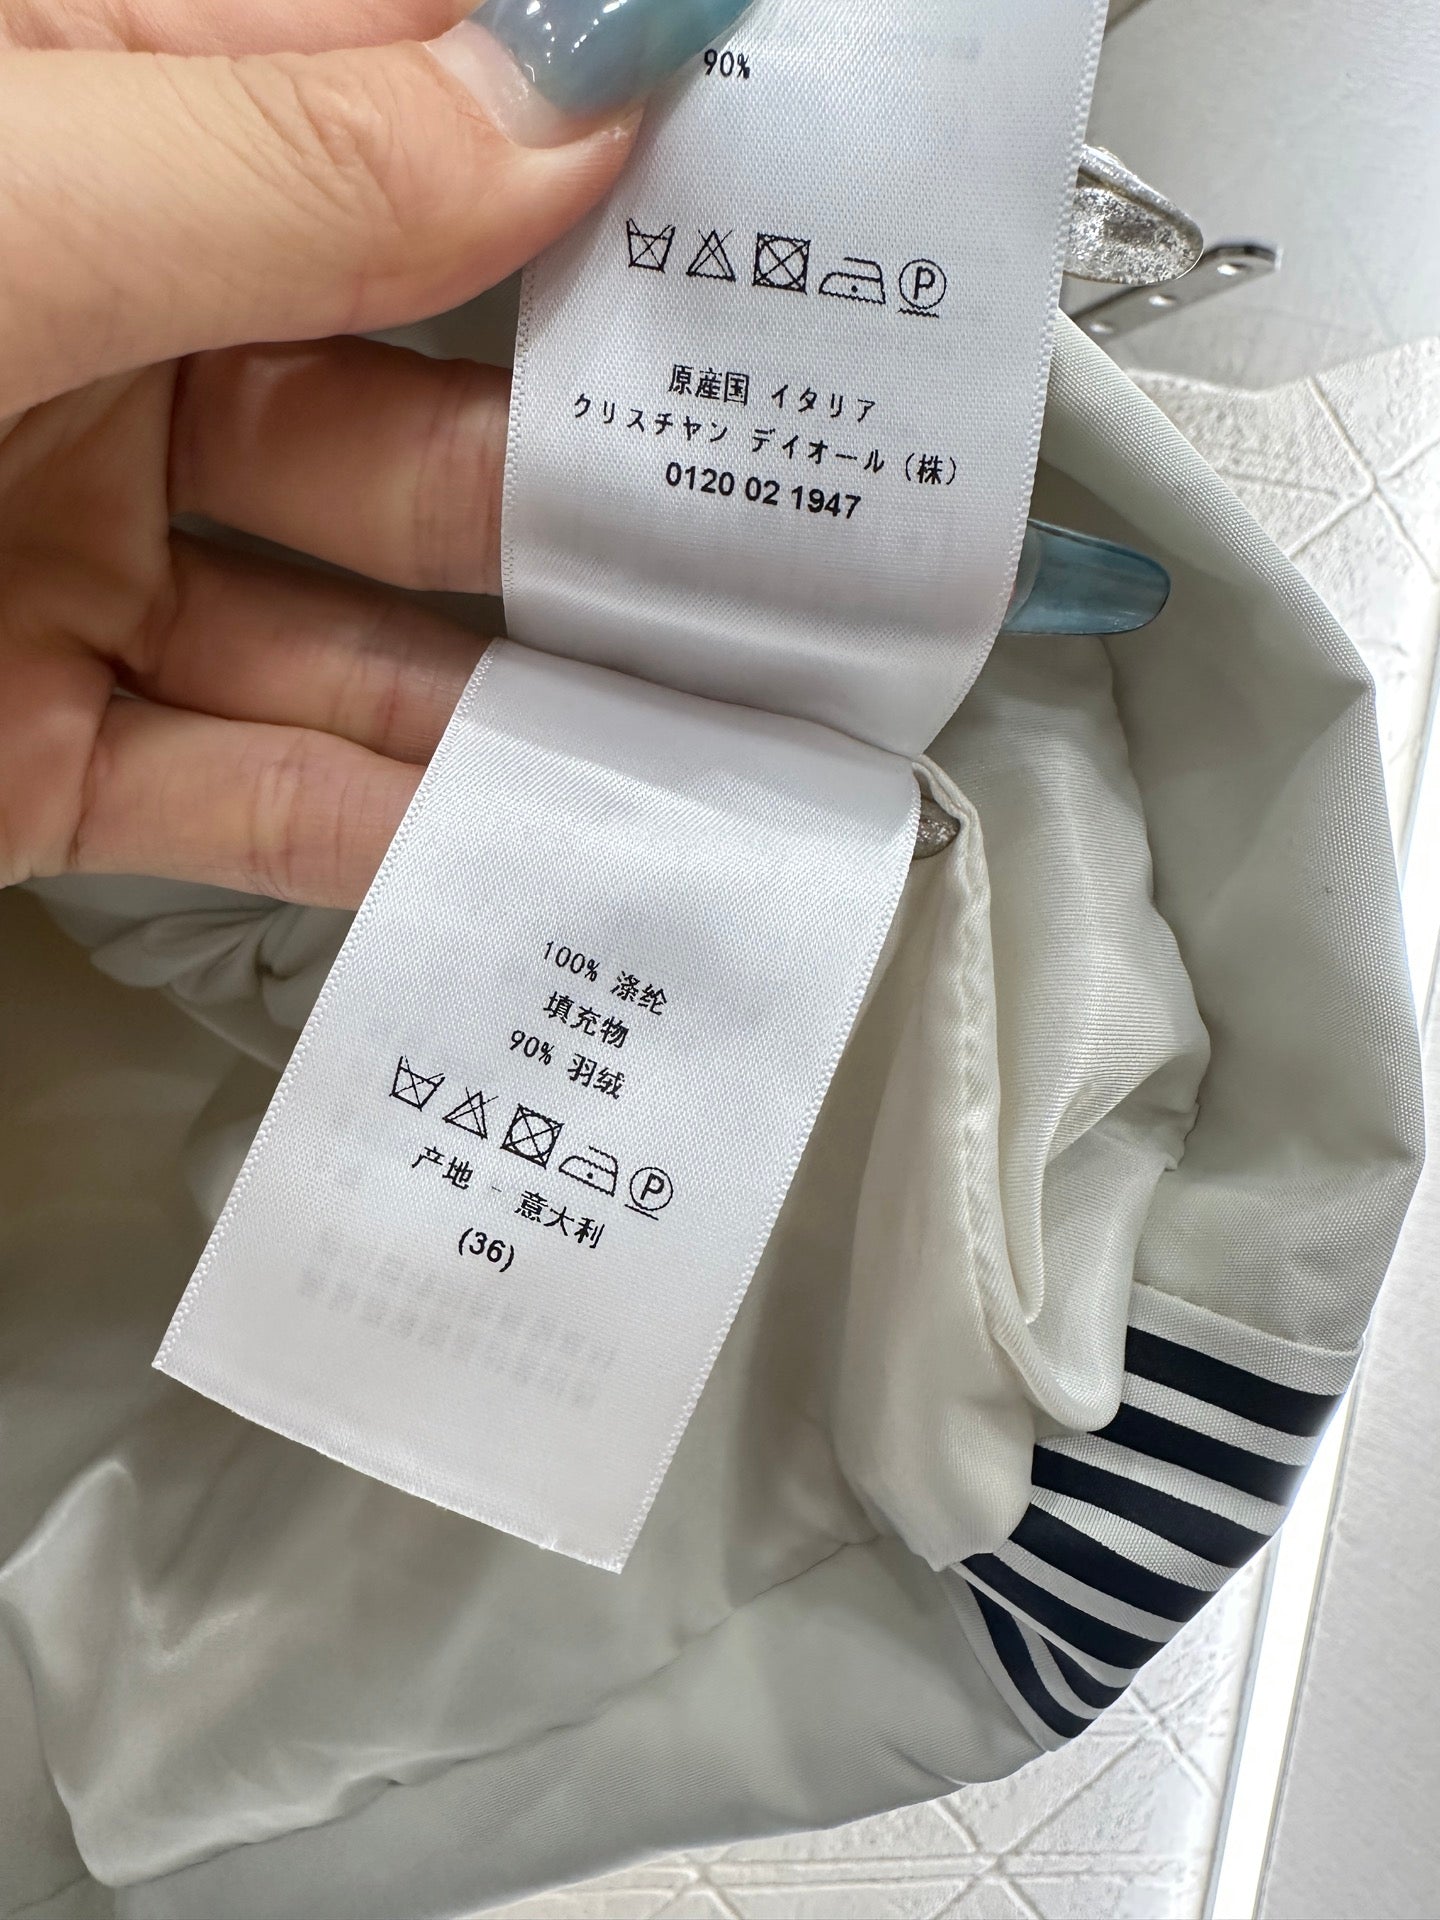 90%
P
原産国 イタリア
クリスチャン ディオール（株）
0120 02 1947
100% 涤纶
填充物
90% 羽绒
P
产地 - 意大利
(36)